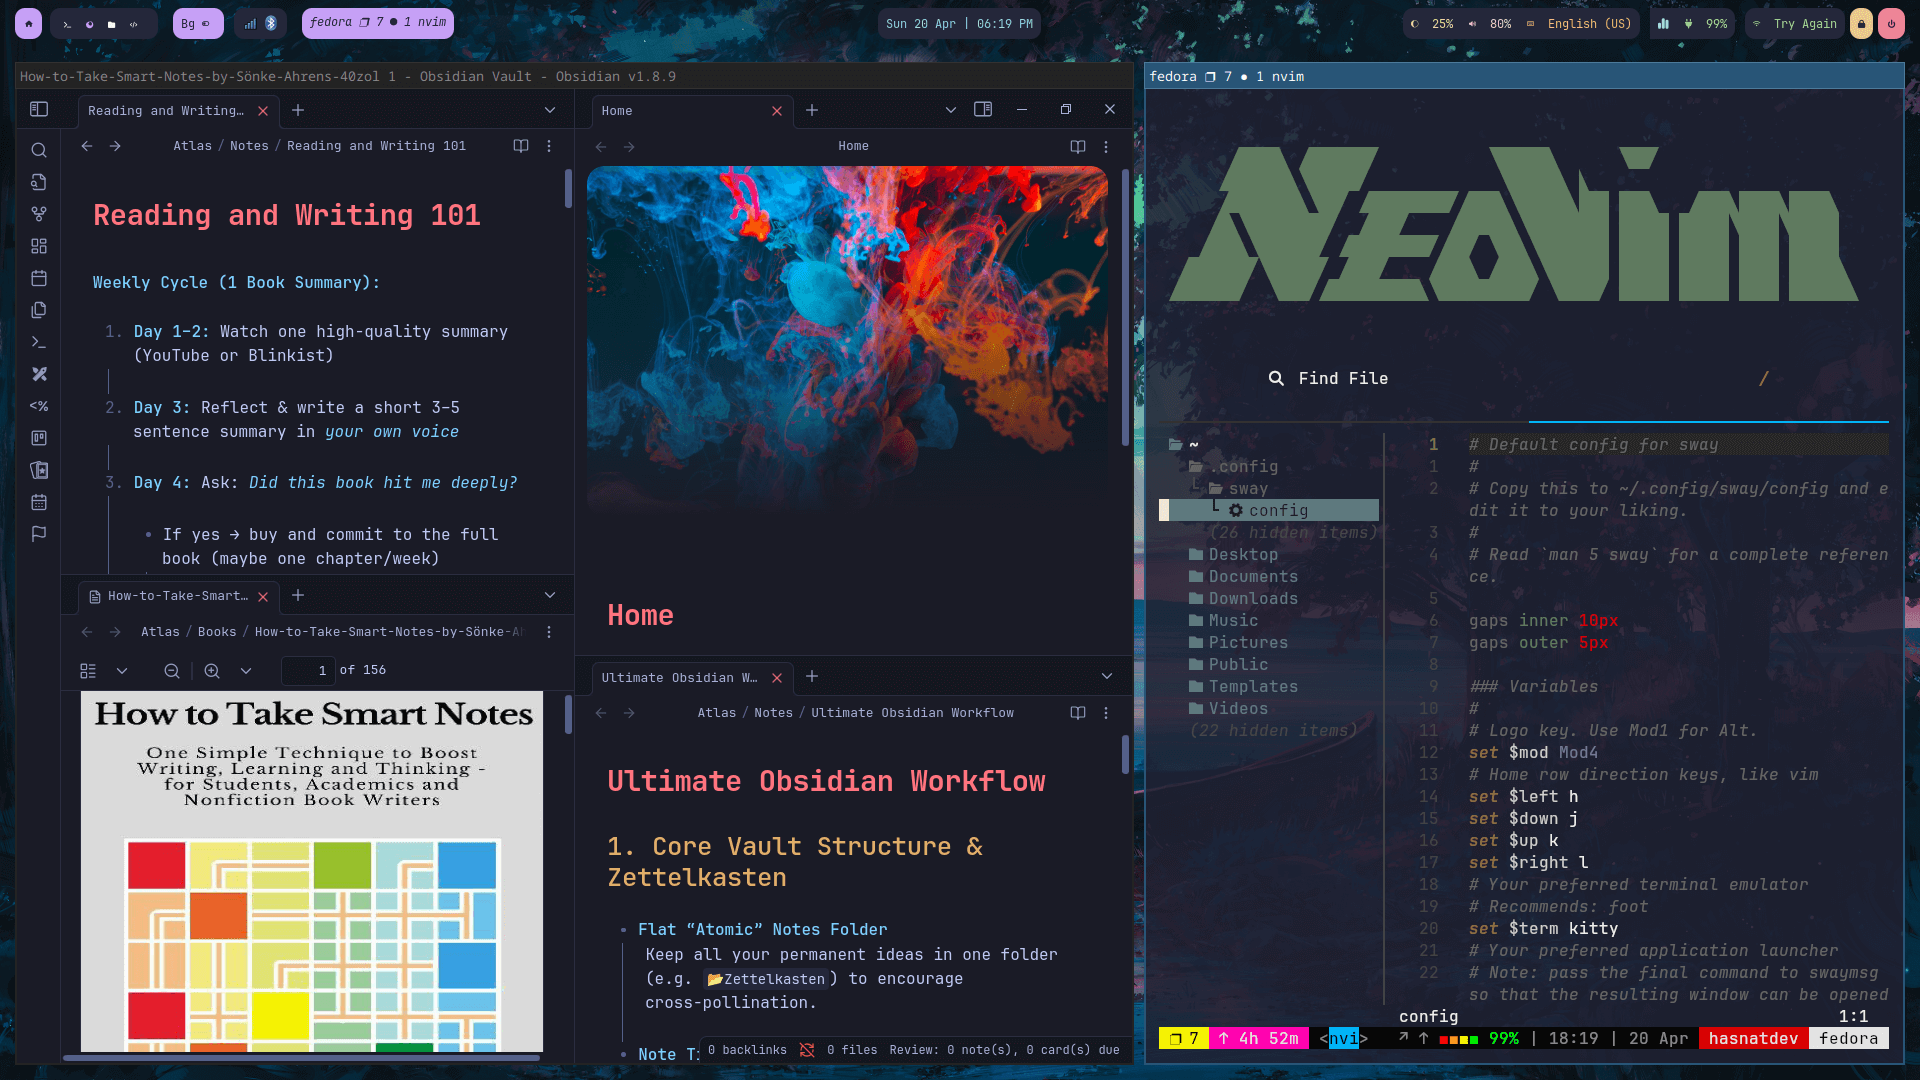 Bg
fedora 7 ● 1 nvim
Sun 20 Apr | 06:19 PM
25%
80%
English (US)
99%
Try Again
How-to-Take-Smart-Notes-by-Sönke-Ahrens-40zol 1 - Obsidian Vault - Obsidian v1.8.9
Reading and Writing…
Atlas / Notes / Reading and Writing 101
Reading and Writing 101
Weekly Cycle (1 Book Summary):
1. Day 1–2: Watch one high-quality summary
(YouTube or Blinkist)
2. Day 3: Reflect & write a short 3–5
sentence summary in your own voice
3. Day 4: Ask: Did this book hit me deeply?
• If yes → buy and commit to the full
book (maybe one chapter/week)
How-to-Take-Smart…
Atlas / Books / How-to-Take-Smart-Notes-by-Sönke-Ah
1 of 156
How to Take Smart Notes
One Simple Technique to Boost
Writing, Learning and Thinking -
for Students, Academics and
Nonfiction Book Writers
Home
Home
Home
Ultimate Obsidian W…
Atlas / Notes / Ultimate Obsidian Workflow
Ultimate Obsidian Workflow
1. Core Vault Structure &
Zettelkasten
• Flat “Atomic” Notes Folder
Keep all your permanent ideas in one folder
(e.g. 📂Zettelkasten) to encourage
cross-pollination.
• Note Ti
0 backlinks 0 files Review: 0 note(s), 0 card(s) due
fedora 7 ● 1 nvim
NEOVIM
Find File /
~
.config
sway
config
(26 hidden items)
Desktop
Documents
Downloads
Music
Pictures
Public
Templates
Videos
(22 hidden items)
1 # Default config for sway
1 #
2 # Copy this to ~/.config/sway/config and e
dit it to your liking.
3 #
4 # Read `man 5 sway` for a complete referen
ce.
5
6 gaps inner 10px
7 gaps outer 5px
8
9 ### Variables
10 #
11 # Logo key. Use Mod1 for Alt.
12 set $mod Mod4
13 # Home row direction keys, like vim
14 set $left h
15 set $down j
16 set $up k
17 set $right l
18 # Your preferred terminal emulator
19 # Recommends: foot
20 set $term kitty
21 # Your preferred application launcher
22 # Note: pass the final command to swaymsg
so that the resulting window can be opened
config 1:1
7 ↑ 4h 52m <nvi> ↗ ↑ 99% | 18:19 | 20 Apr hasnatdev fedora